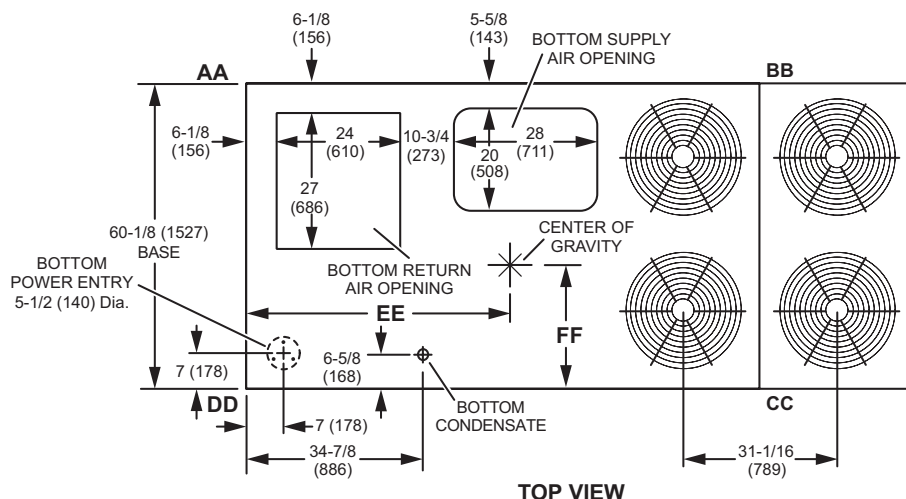 6-1/8
(156)
5-5/8
(143)
BOTTOM SUPPLY
AIR OPENING
AA
BB
6-1/8
(156)
24
(610)
10-3/4
(273)
28
(711)
20
(508)
27
(686)
60-1/8 (1527)
BASE
CENTER OF
GRAVITY
BOTTOM
POWER ENTRY
5-1/2 (140) Dia.
BOTTOM RETURN
AIR OPENING
EE
FF
7 (178)
6-5/8
(168)
DD
CC
7 (178)
BOTTOM
CONDENSATE
34-7/8
(886)
31-1/16
(789)
TOP VIEW